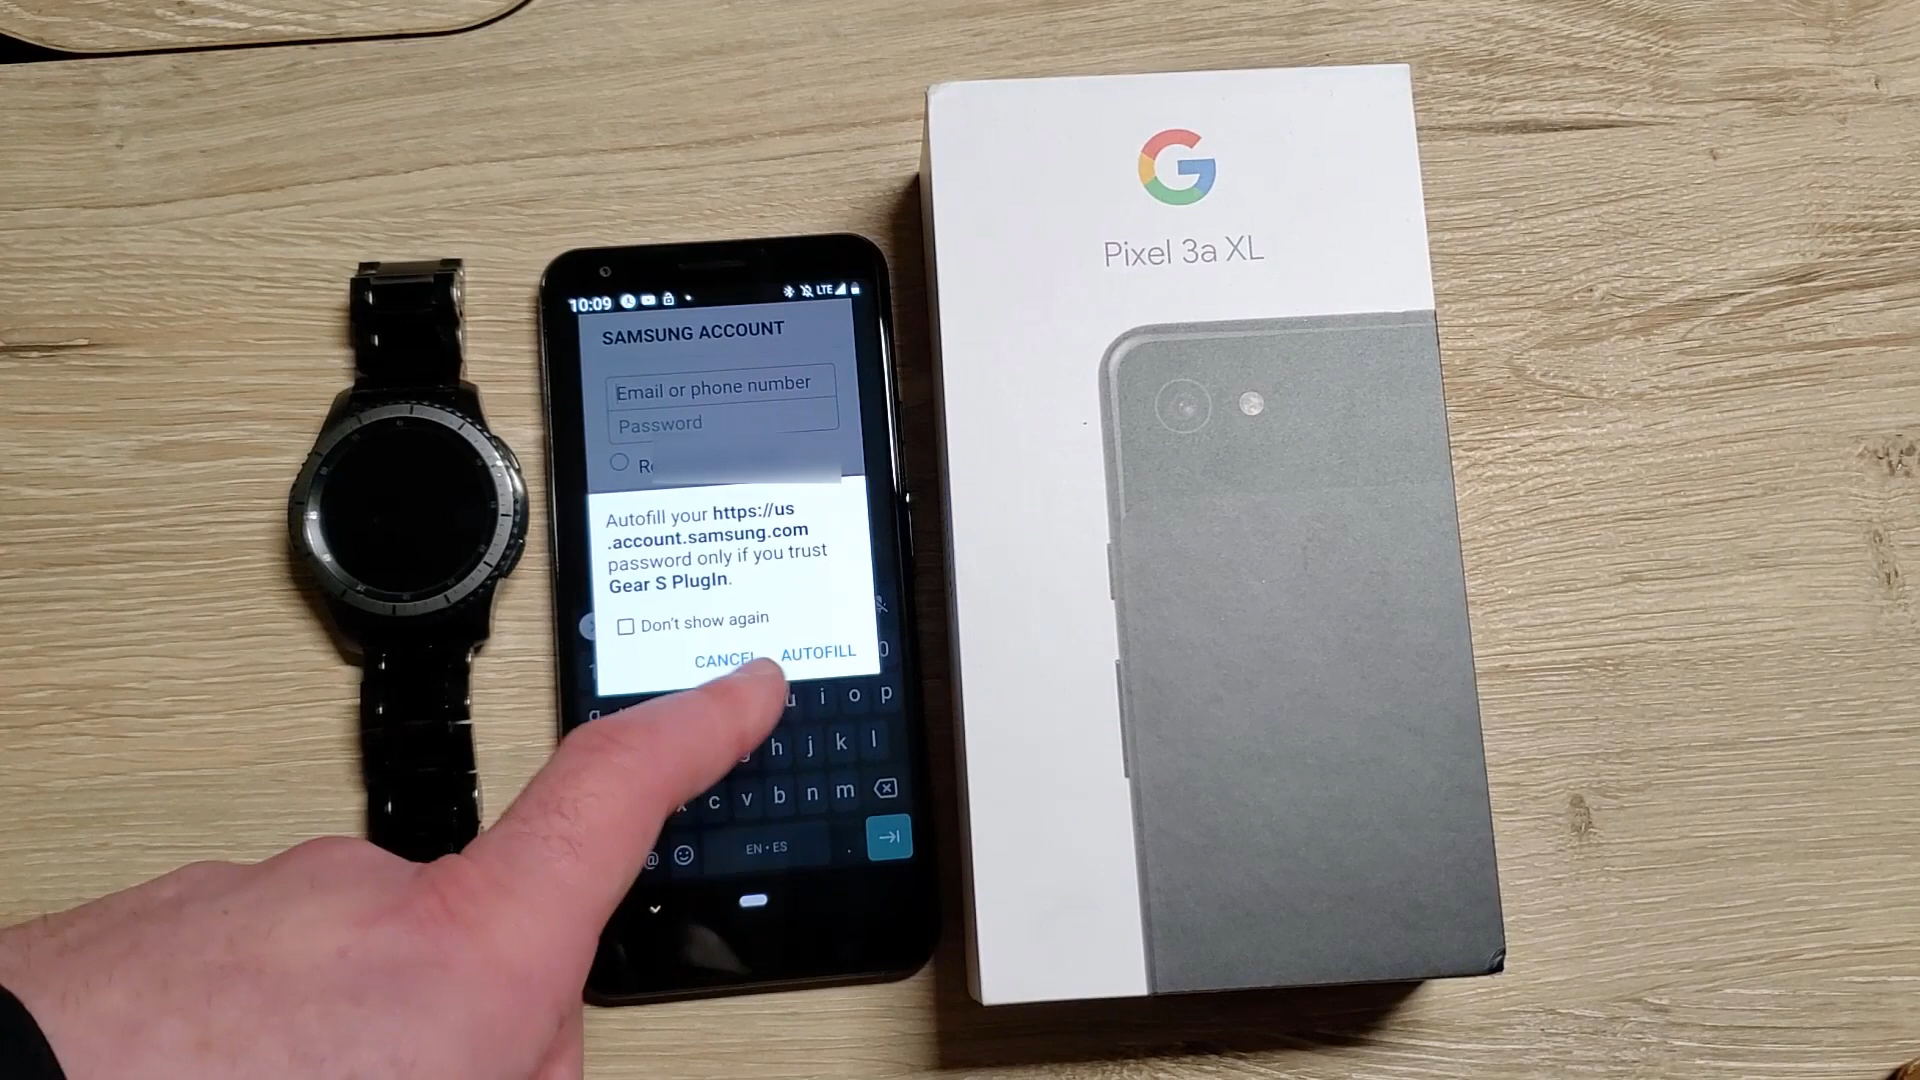 G
Pixel 3a XL
10:09
LTE
SAMSUNG ACCOUNT
Email or phone number
Password
Autofill your https://us
.account.samsung.com
password only if you trust
Gear S PlugIn.
Don't show again
CANCEL AUTOFILL
u i o p
h j k l
c v b n m
@ EN • ES .